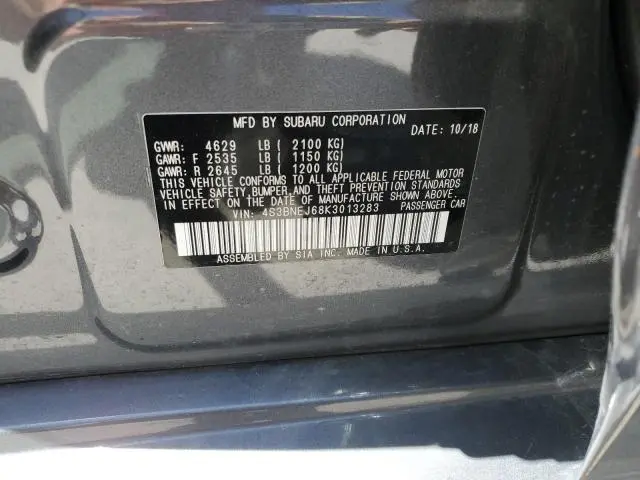 MFD BY SUBARU CORPORATION
DATE: 10/18
GVWR: 4629 LB ( 2100 KG)
GAWR: F 2535 LB ( 1150 KG)
GAWR: R 2645 LB ( 1200 KG)
THIS VEHICLE CONFORMS TO ALL APPLICABLE FEDERAL MOTOR
VEHICLE SAFETY, BUMPER, AND THEFT PREVENTION STANDARDS
IN EFFECT ON THE DATE OF MANUFACTURE SHOWN ABOVE.
VIN: 4S3BNEJ68K3013283 PASSENGER CAR
ASSEMBLED BY SIA INC. MADE IN U.S.A.